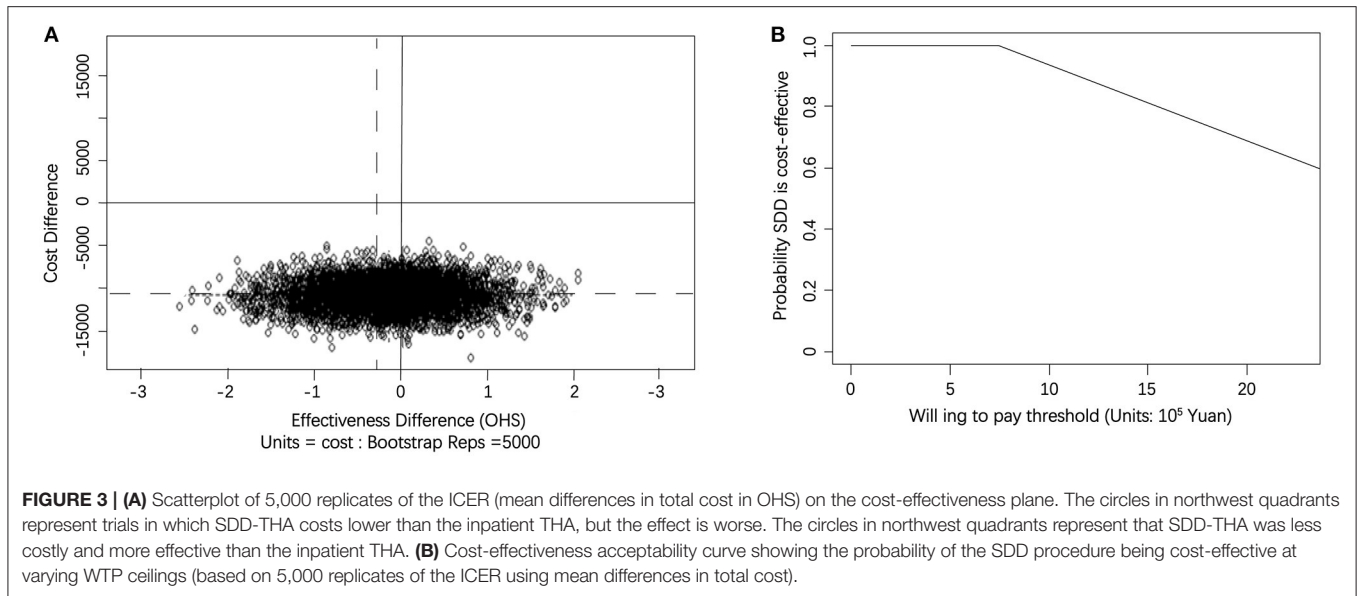 A
15000
5000
0
-5000
-15000
Cost Difference
-3
-2
-1
0
1
2
-3
Effectiveness Difference (OHS)
Units = cost : Bootstrap Reps =5000
B
1.0
0.8
0.6
0.4
0.2
0
Probability SDD is cost-effective
0
5
10
15
20
Will ing to pay threshold (Units: 10⁵ Yuan)
FIGURE 3 | (A) Scatterplot of 5,000 replicates of the ICER (mean differences in total cost in OHS) on the cost-effectiveness plane. The circles in northwest quadrants
represent trials in which SDD-THA costs lower than the inpatient THA, but the effect is worse. The circles in northwest quadrants represent that SDD-THA was less
costly and more effective than the inpatient THA. (B) Cost-effectiveness acceptability curve showing the probability of the SDD procedure being cost-effective at
varying WTP ceilings (based on 5,000 replicates of the ICER using mean differences in total cost).